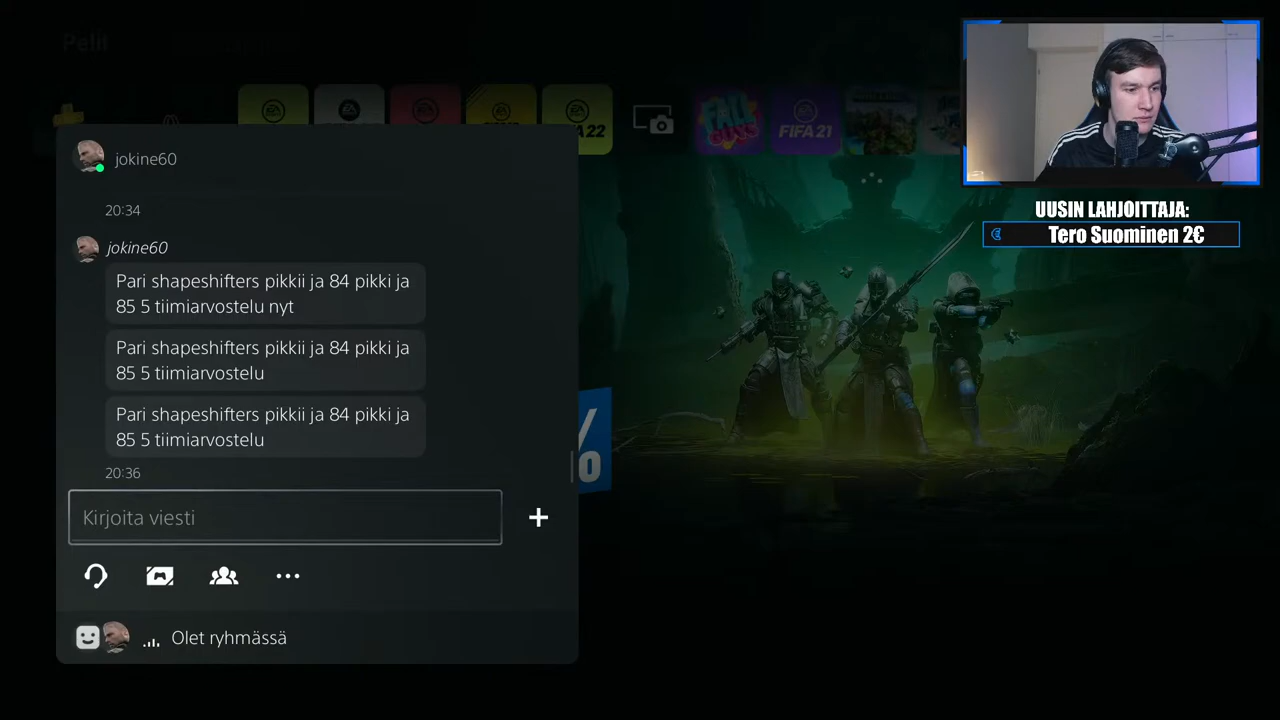 Pelit
22
FALL
GUYS
FIFA 21
jokine60
20:34
jokine60
Pari shapeshifters pikkii ja 84 pikki ja
85 5 tiimiarvostelu nyt
Pari shapeshifters pikkii ja 84 pikki ja
85 5 tiimiarvostelu
Pari shapeshifters pikkii ja 84 pikki ja
85 5 tiimiarvostelu
20:36
Kirjoita viesti
Olet ryhmässä
UUSIN LAHJOITTAJA:
Tero Suominen 2€